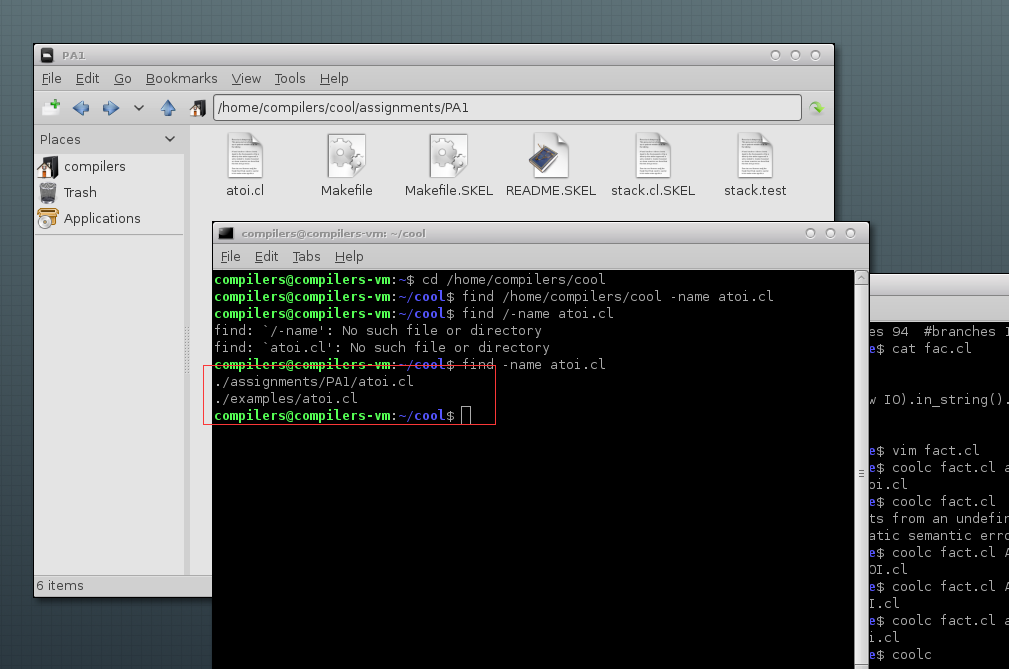 PA1
File Edit Go Bookmarks View Tools Help
/home/compilers/cool/assignments/PA1
Places
compilers
Trash
Applications
atoi.cl Makefile Makefile.SKEL README.SKEL stack.cl.SKEL stack.test
6 items
compilers@compilers-vm: ~/cool
File Edit Tabs Help
compilers@compilers-vm:~$ cd /home/compilers/cool
compilers@compilers-vm:~/cool$ find /home/compilers/cool -name atoi.cl
compilers@compilers-vm:~/cool$ find /-name atoi.cl
find: `/-name': No such file or directory
find: `atoi.cl': No such file or directory
compilers@compilers-vm:~/cool$ find -name atoi.cl
./assignments/PA1/atoi.cl
./examples/atoi.cl
compilers@compilers-vm:~/cool$
es 94  #branches
e$ cat fac.cl
w IO).in_string().
e$ vim fact.cl
e$ coolc fact.cl a
oi.cl
e$ coolc fact.cl
ts from an undefin
atic semantic erro
e$ coolc fact.cl A
OI.cl
e$ coolc fact.cl A
I.cl
e$ coolc fact.cl a
i.cl
e$ coolc